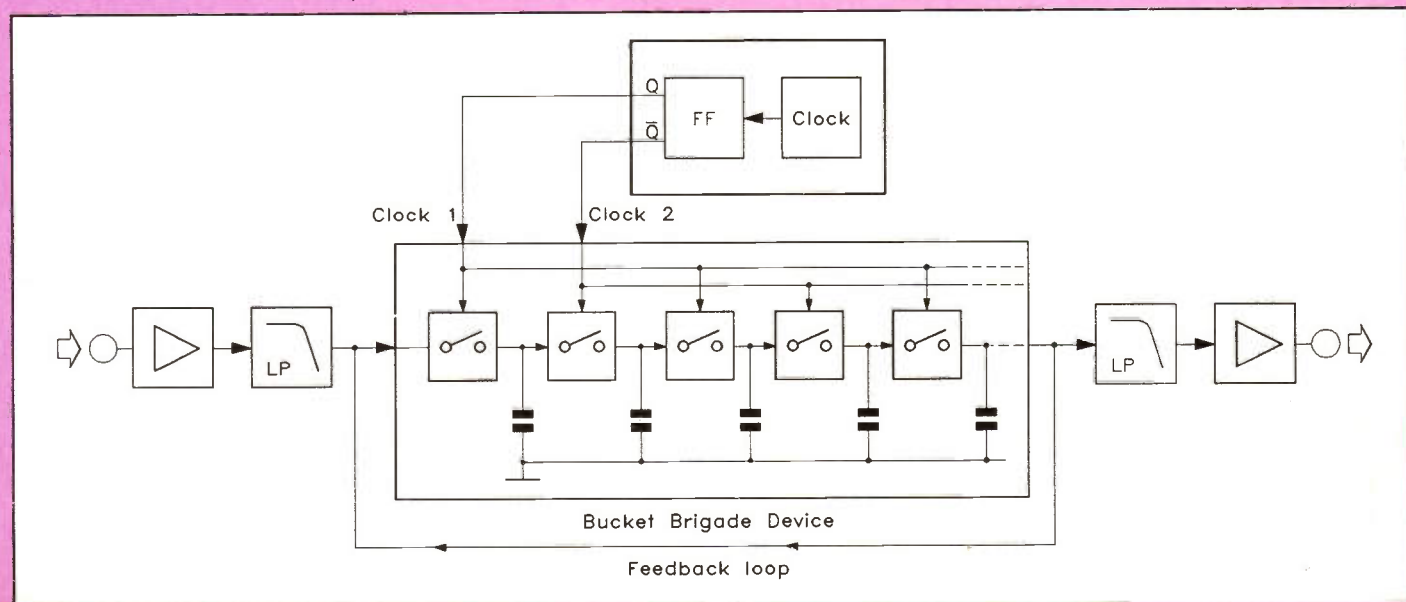 Q
FF
Clock
Q̅
Clock 1
Clock 2
LP
LP
Bucket Brigade Device
Feedback loop